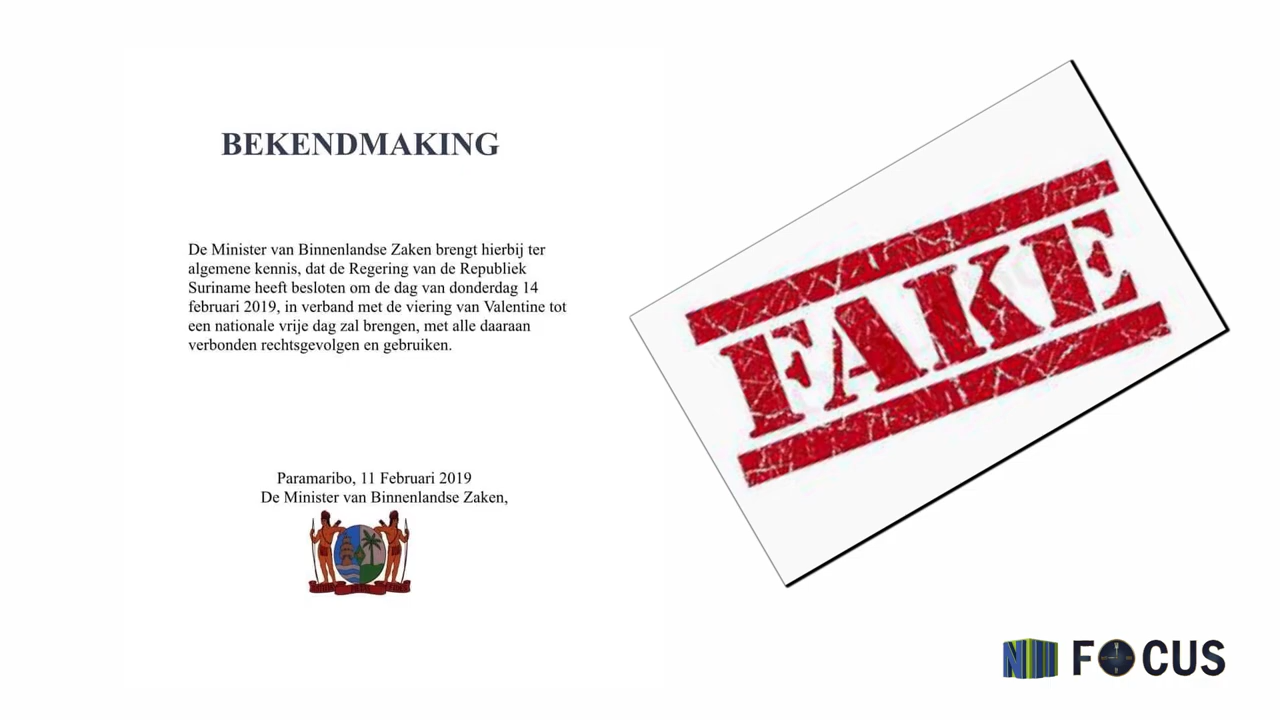 BEKENDMAKING
De Minister van Binnenlandse Zaken brengt hierbij ter
algemene kennis, dat de Regering van de Republiek
Suriname heeft besloten om de dag van donderdag 14
februari 2019, in verband met de viering van Valentine tot
een nationale vrije dag zal brengen, met alle daaraan
verbonden rechtsgevolgen en gebruiken.
Paramaribo, 11 Februari 2019
De Minister van Binnenlandse Zaken,
FAKE
FOCUS